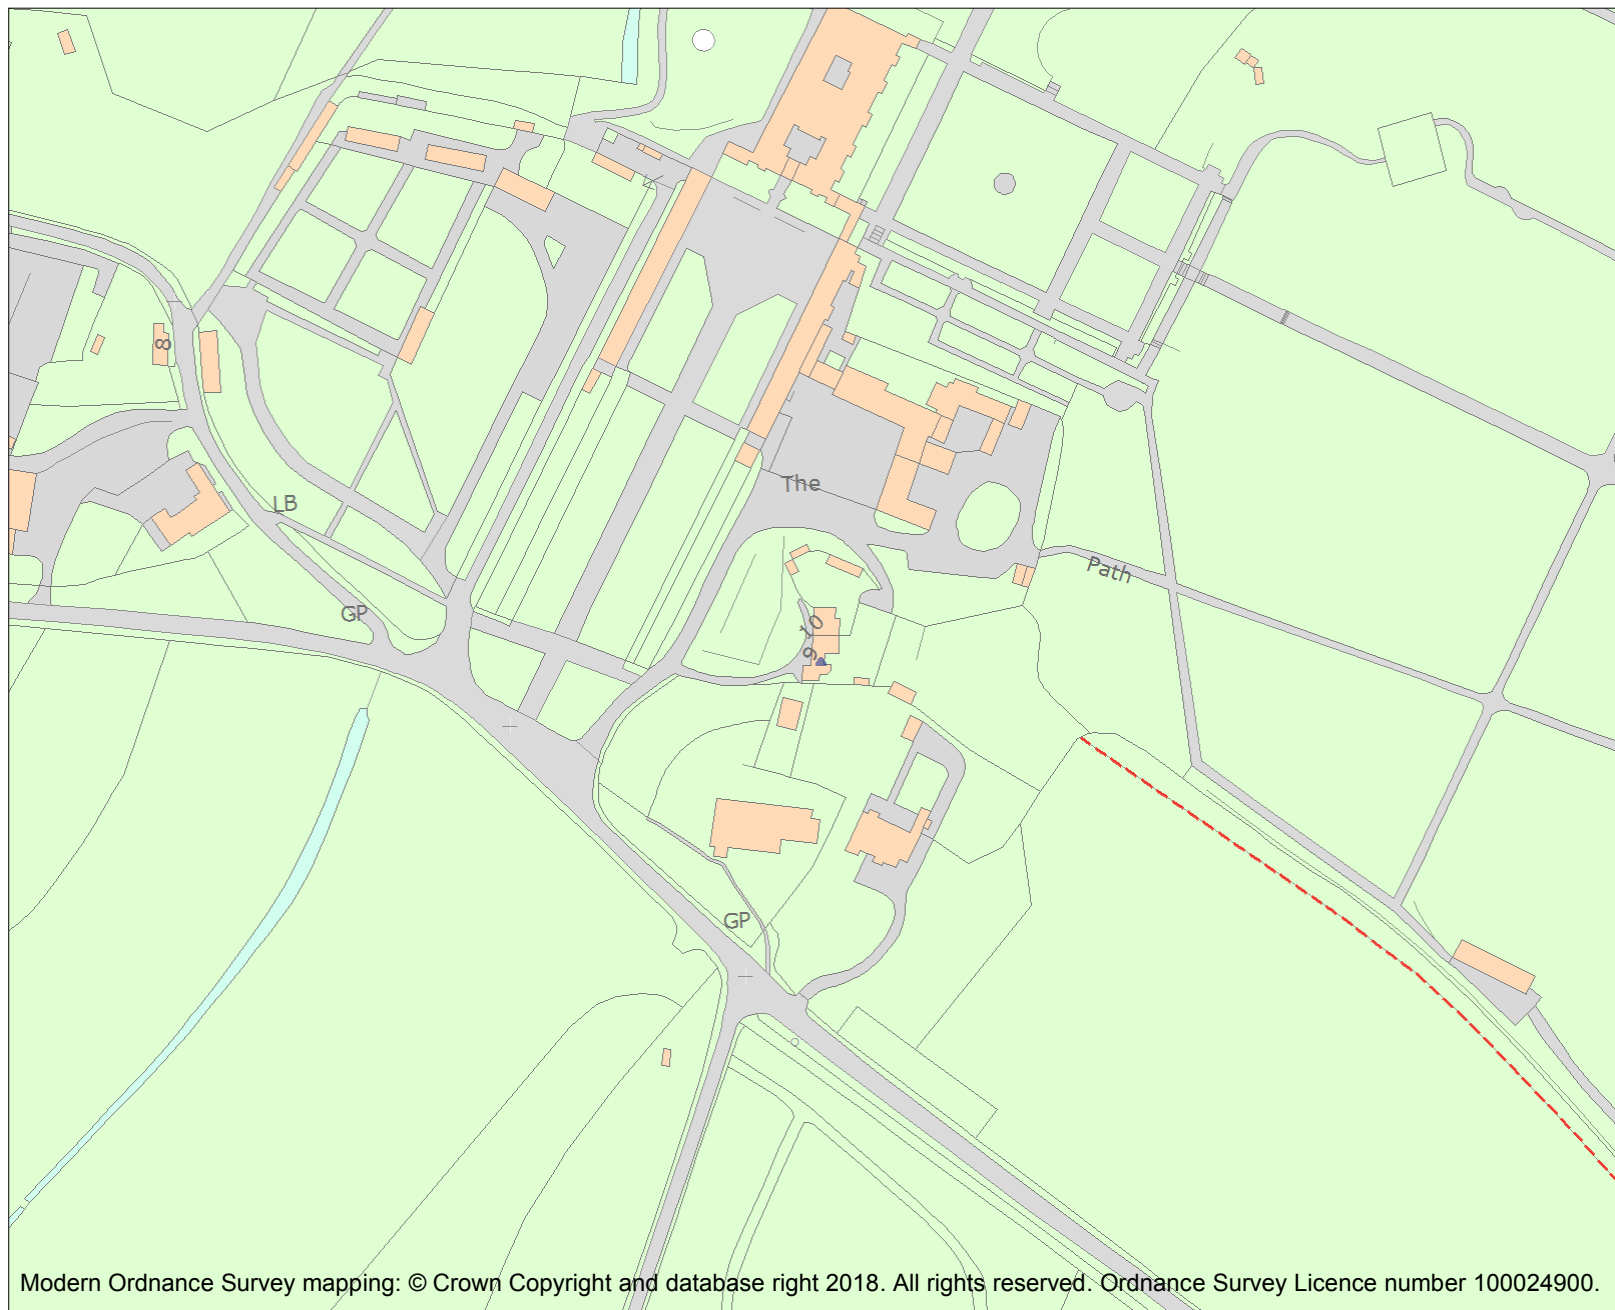 8
The
LB
Path
GP
10
9
GP
Modern Ordnance Survey mapping: © Crown Copyright and database right 2018. All rights reserved. Ordnance Survey Licence number 100024900.